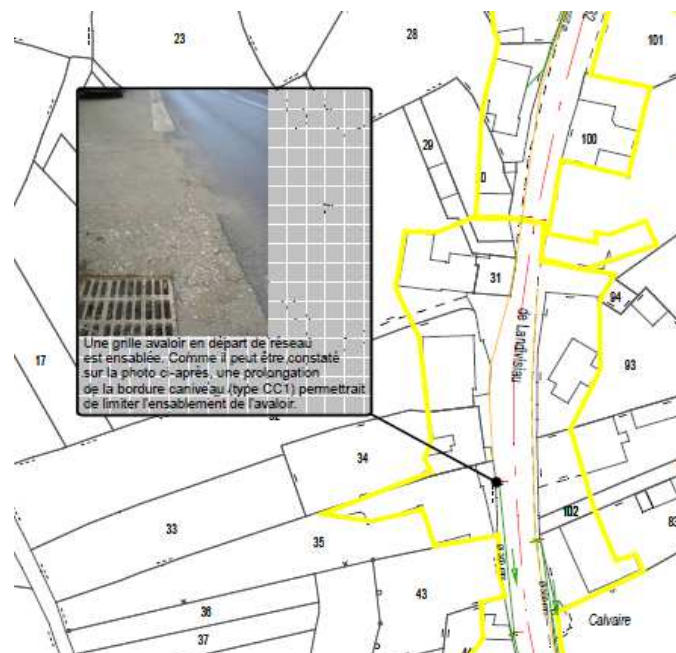 23
28
101
29
100
31
94
17
de Landivisiau
93
Une grille avaloir en départ de réseau
est ensablée. Comme il peut être constaté
sur la photo ci-après, une prolongation
de la bordure caniveau (type CC1) permettrait
de limiter l'ensablement de l'avaloir.
34
33
35
102
36
43
37
Calvaire